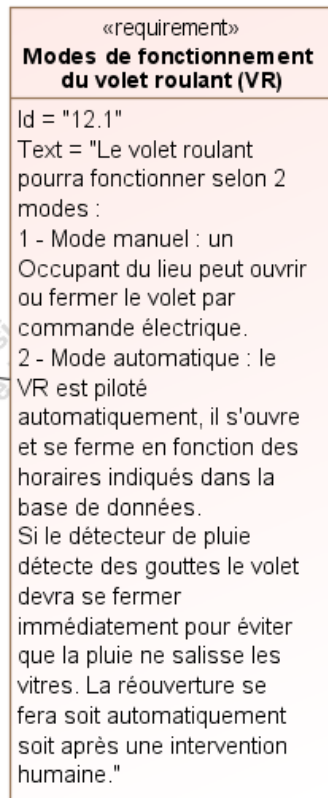 «requirement»
Modes de fonctionnement
du volet roulant (VR)
Id = "12.1"
Text = "Le volet roulant
pourra fonctionner selon 2
modes :
1 - Mode manuel : un
Occupant du lieu peut ouvrir
ou fermer le volet par
commande électrique.
2 - Mode automatique : le
VR est piloté
automatiquement, il s'ouvre
et se ferme en fonction des
horaires indiqués dans la
base de données.
Si le détecteur de pluie
détecte des gouttes le volet
devra se fermer
immédiatement pour éviter
que la pluie ne salisse les
vitres. La réouverture se
fera soit automatiquement
soit après une intervention
humaine."